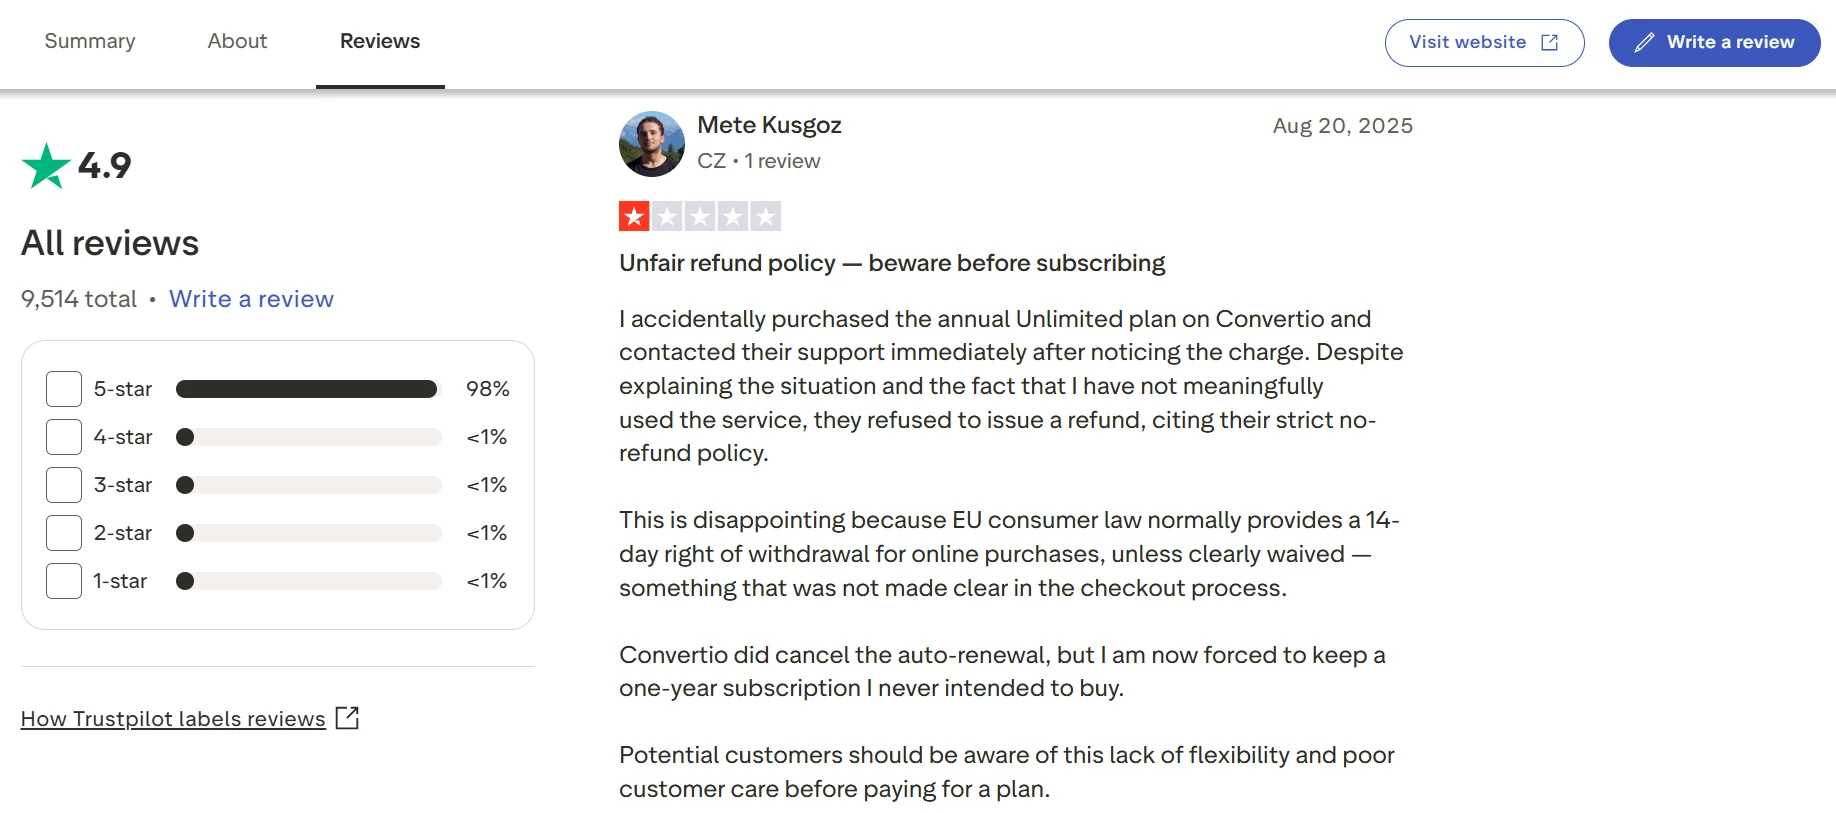 Summary
About
Reviews
Visit website
Write a review
4.9
All reviews
9,514 total • Write a review
5-star 98%
4-star <1%
3-star <1%
2-star <1%
1-star <1%
How Trustpilot labels reviews
Mete Kusgoz
CZ • 1 review
Aug 20, 2025
Unfair refund policy — beware before subscribing
I accidentally purchased the annual Unlimited plan on Convertio and
contacted their support immediately after noticing the charge. Despite
explaining the situation and the fact that I have not meaningfully
used the service, they refused to issue a refund, citing their strict no-
refund policy.
This is disappointing because EU consumer law normally provides a 14-
day right of withdrawal for online purchases, unless clearly waived —
something that was not made clear in the checkout process.
Convertio did cancel the auto-renewal, but I am now forced to keep a
one-year subscription I never intended to buy.
Potential customers should be aware of this lack of flexibility and poor
customer care before paying for a plan.